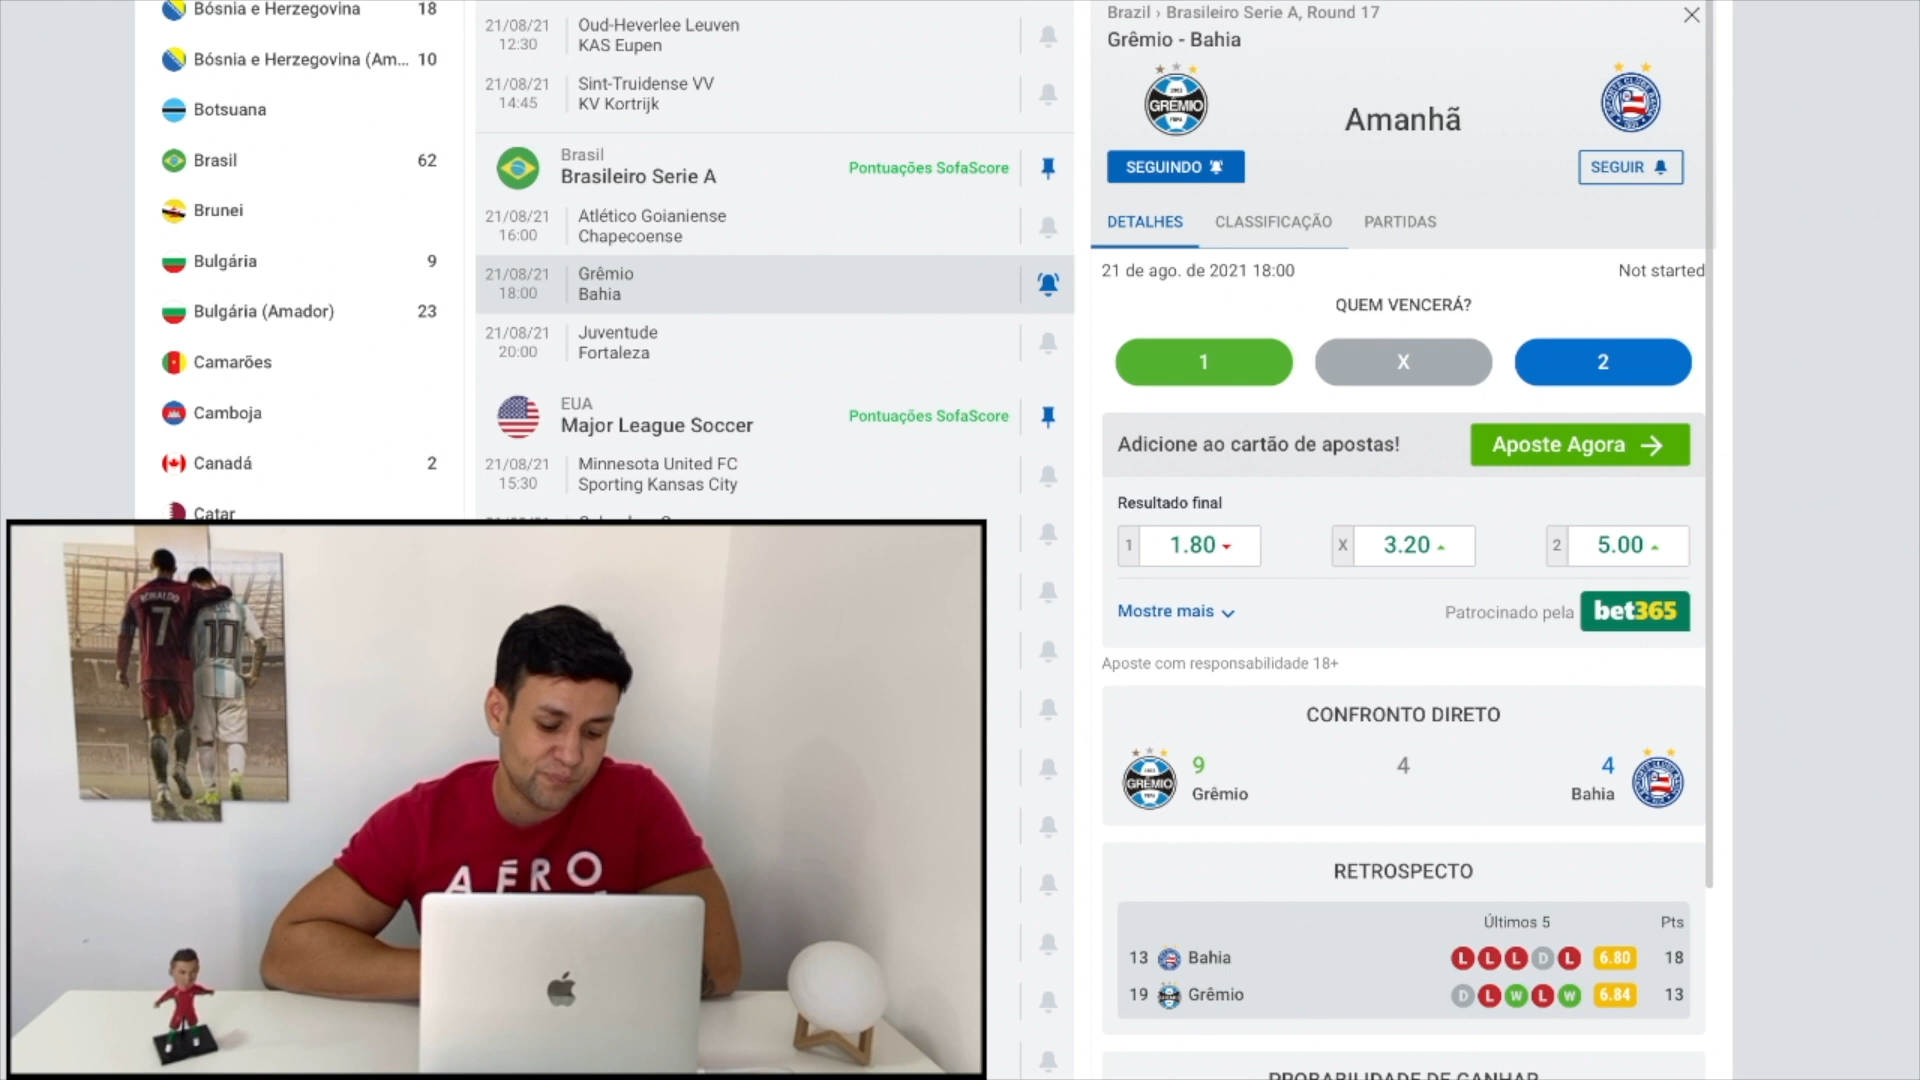 Bósnia e Herzegovina 18
Bósnia e Herzegovina (Am... 10
Botsuana
Brasil 62
Brunei
Bulgária 9
Bulgária (Amador) 23
Camarões
Camboja
Canadá 2
Catar
21/08/21 Oud-Heverlee Leuven
12:30 KAS Eupen
21/08/21 Sint-Truidense VV
14:45 KV Kortrijk
Brasil
Brasileiro Serie A Pontuações SofaScore
21/08/21 Atlético Goianiense
16:00 Chapecoense
21/08/21 Grêmio
18:00 Bahia
21/08/21 Juventude
20:00 Fortaleza
EUA
Major League Soccer Pontuações SofaScore
21/08/21 Minnesota United FC
15:30 Sporting Kansas City
Brazil › Brasileiro Serie A, Round 17
Grêmio - Bahia
GRÊMIO
Amanhã
SEGUINDO SEGUIR
DETALHES CLASSIFICAÇÃO PARTIDAS
21 de ago. de 2021 18:00 Not started
QUEM VENCERÁ?
1 X 2
Adicione ao cartão de apostas! Aposte Agora →
Resultado final
1 1.80 X 3.20 2 5.00
Mostre mais Patrocinado pela bet365
Aposte com responsabilidade 18+
CONFRONTO DIRETO
GRÊMIO 9 4 4
Grêmio Bahia
RETROSPECTO
Últimos 5 Pts
13 Bahia L L L D L 6.80 18
19 Grêmio D L W L W 6.84 13
PROBABILIDADE DE GANHAR
RONALDO
7
10
AÉRO